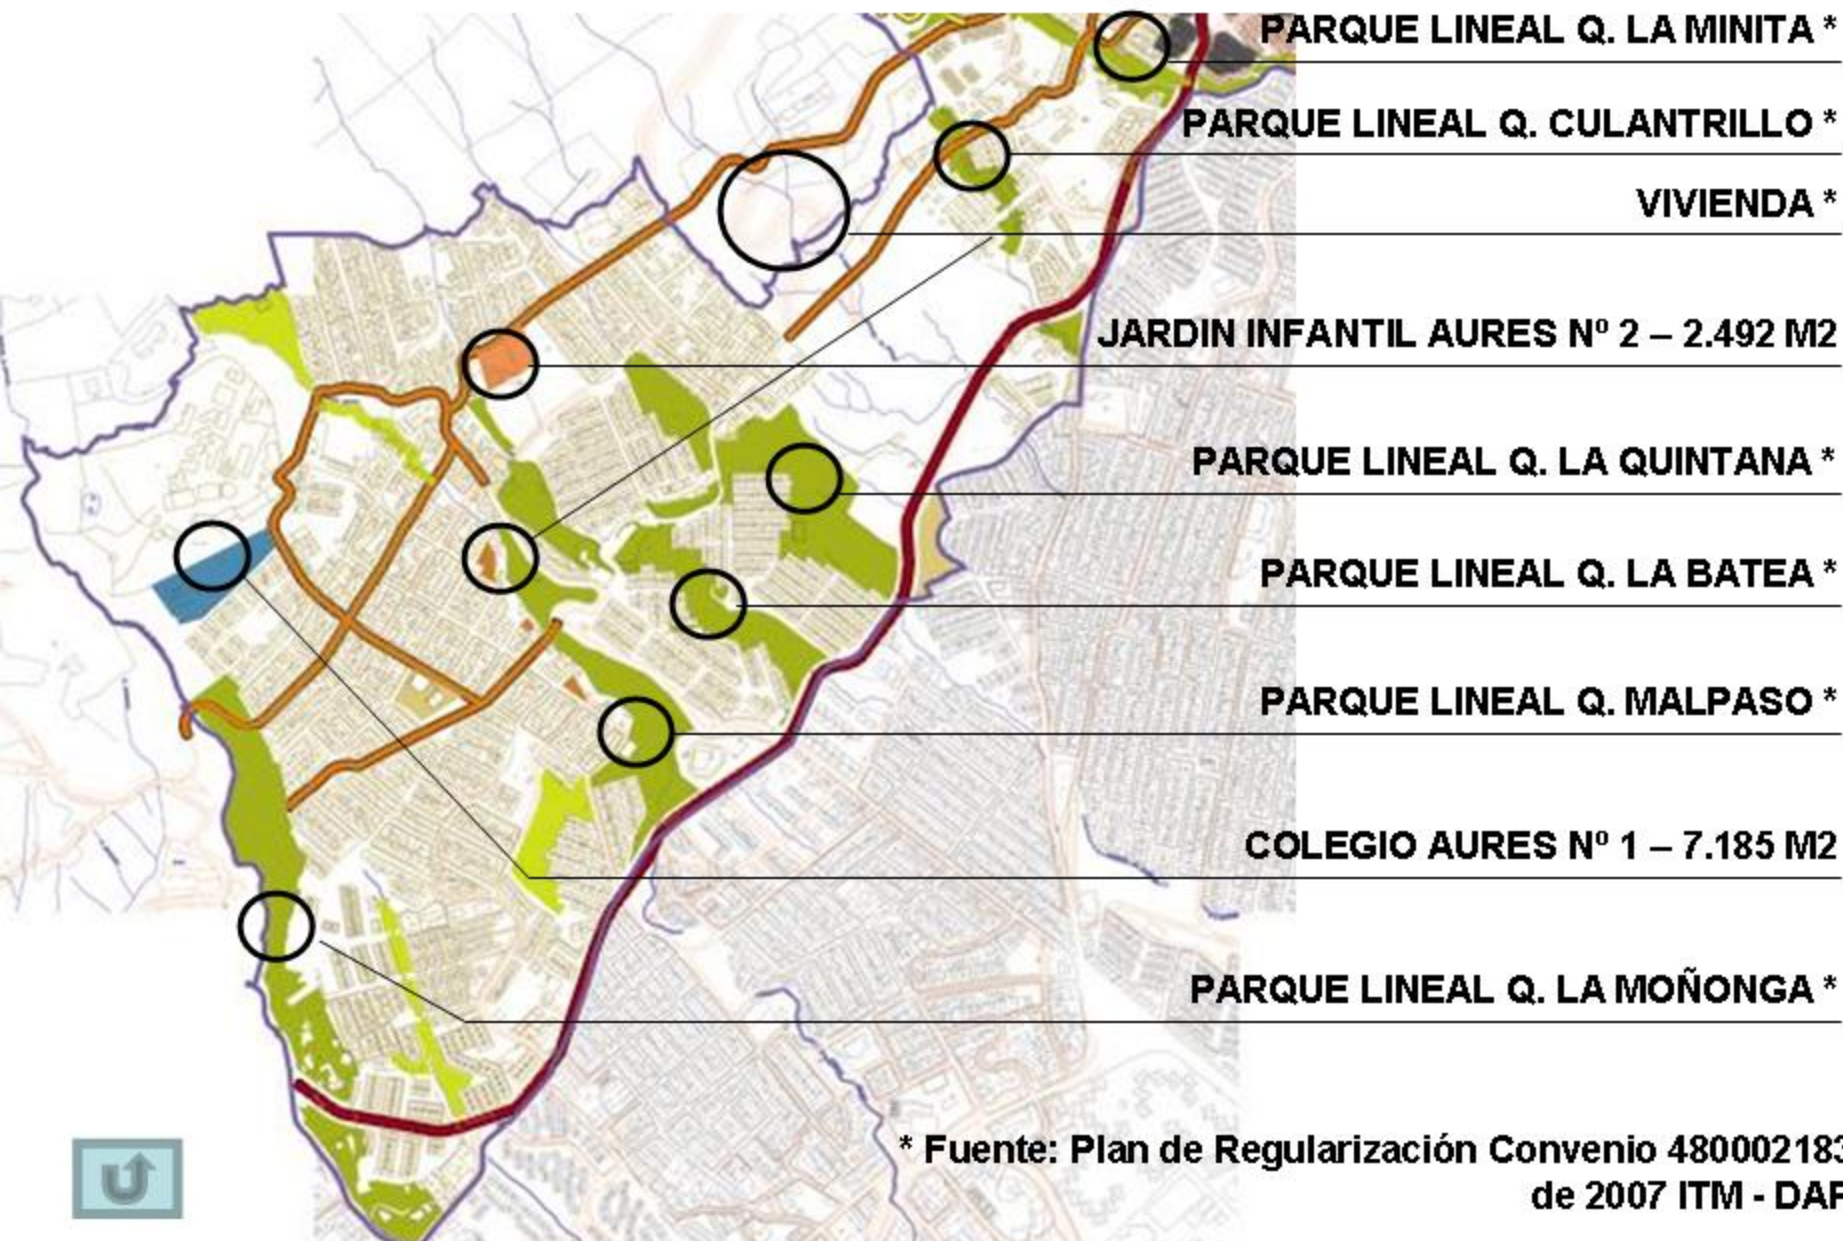 PARQUE LINEAL Q. LA MINITA *
PARQUE LINEAL Q. CULANTRILLO *
VIVIENDA *
JARDIN INFANTIL AURES Nº 2 – 2.492 M2
PARQUE LINEAL Q. LA QUINTANA *
PARQUE LINEAL Q. LA BATEA *
PARQUE LINEAL Q. MALPASO *
COLEGIO AURES Nº 1 – 7.185 M2
PARQUE LINEAL Q. LA MOÑONGA *
* Fuente: Plan de Regularización Convenio 480002183
de 2007 ITM - DAP